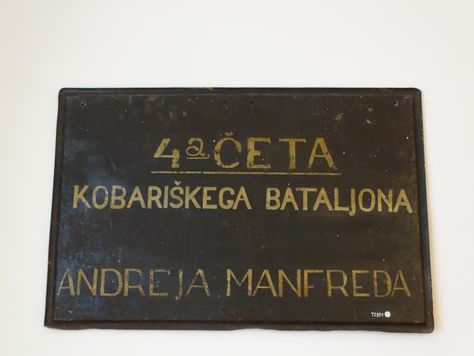 4a ČETA
KOBARIŠKEGA BATALJONA
ANDREJA MANFREDA